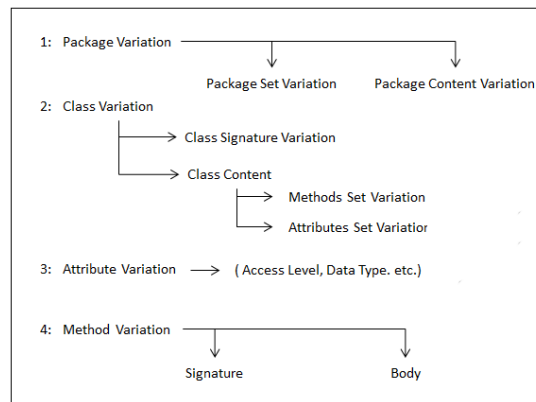 1: Package Variation
Package Set Variation Package Content Variation
2: Class Variation
Class Signature Variation
Class Content
Methods Set Variation
Attributes Set Variation
3: Attribute Variation ( Access Level, Data Type. etc.)
4: Method Variation
Signature Body